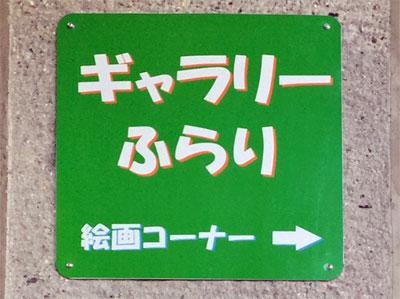 ギャラリー
ふらり
絵画コーナー →